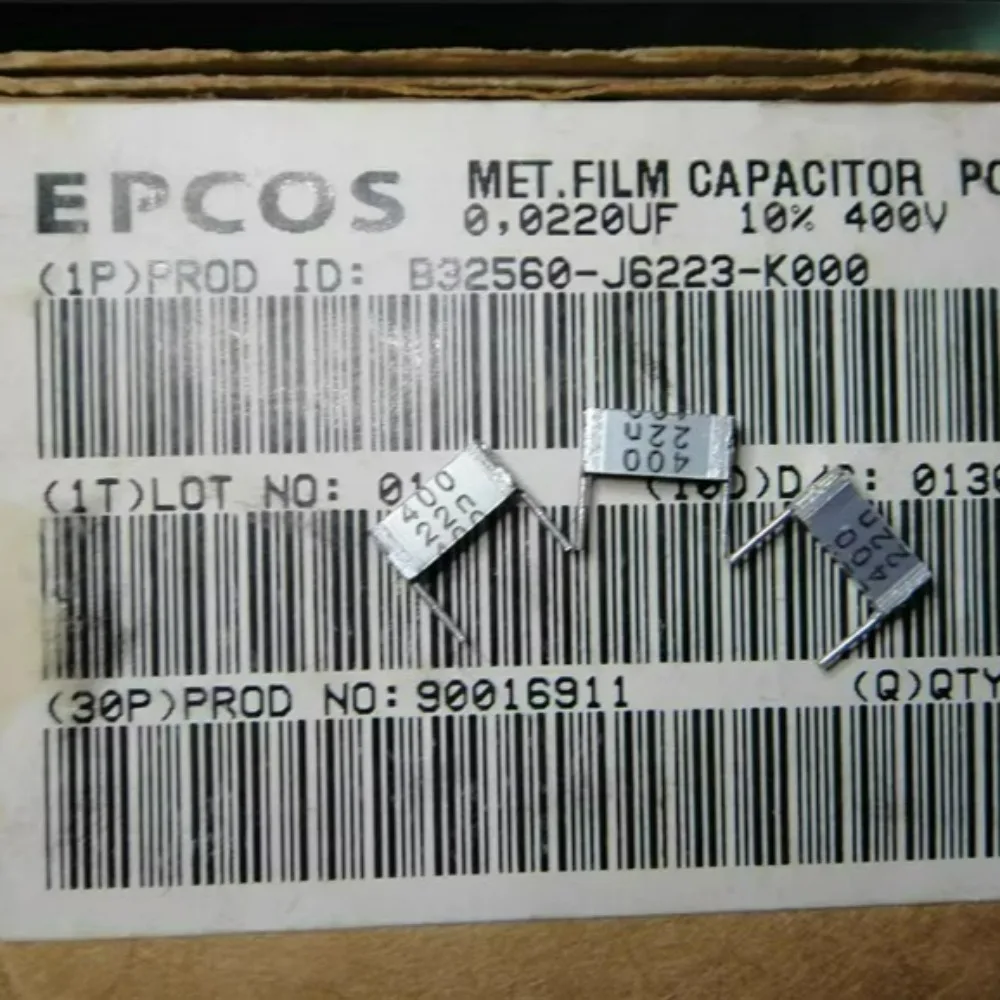 EPCOS
MET.FILM CAPACITOR
0,0220UF 10% 400V
(1P)PROD ID: B32560-J6223-K000
(1T)LOT NO:
(30P)PROD NO:90016911 (Q)QTY
400
22n
400
22n
400
22n